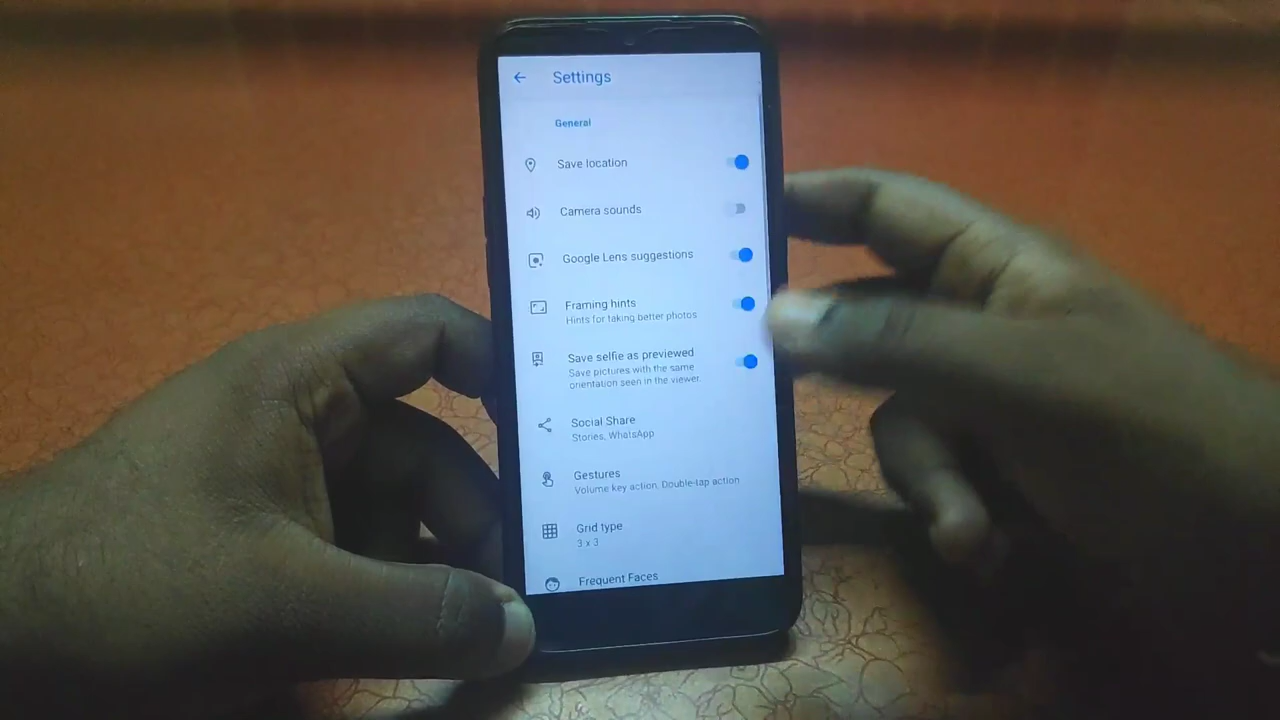 Settings
General
Save location
Camera sounds
Google Lens suggestions
Framing hints
Hints for taking better photos
Save selfie as previewed
Save pictures with the same
orientation seen in the viewer.
Social Share
Stories, WhatsApp
Gestures
Volume key action, Double-tap action
Grid type
3 x 3
Frequent Faces